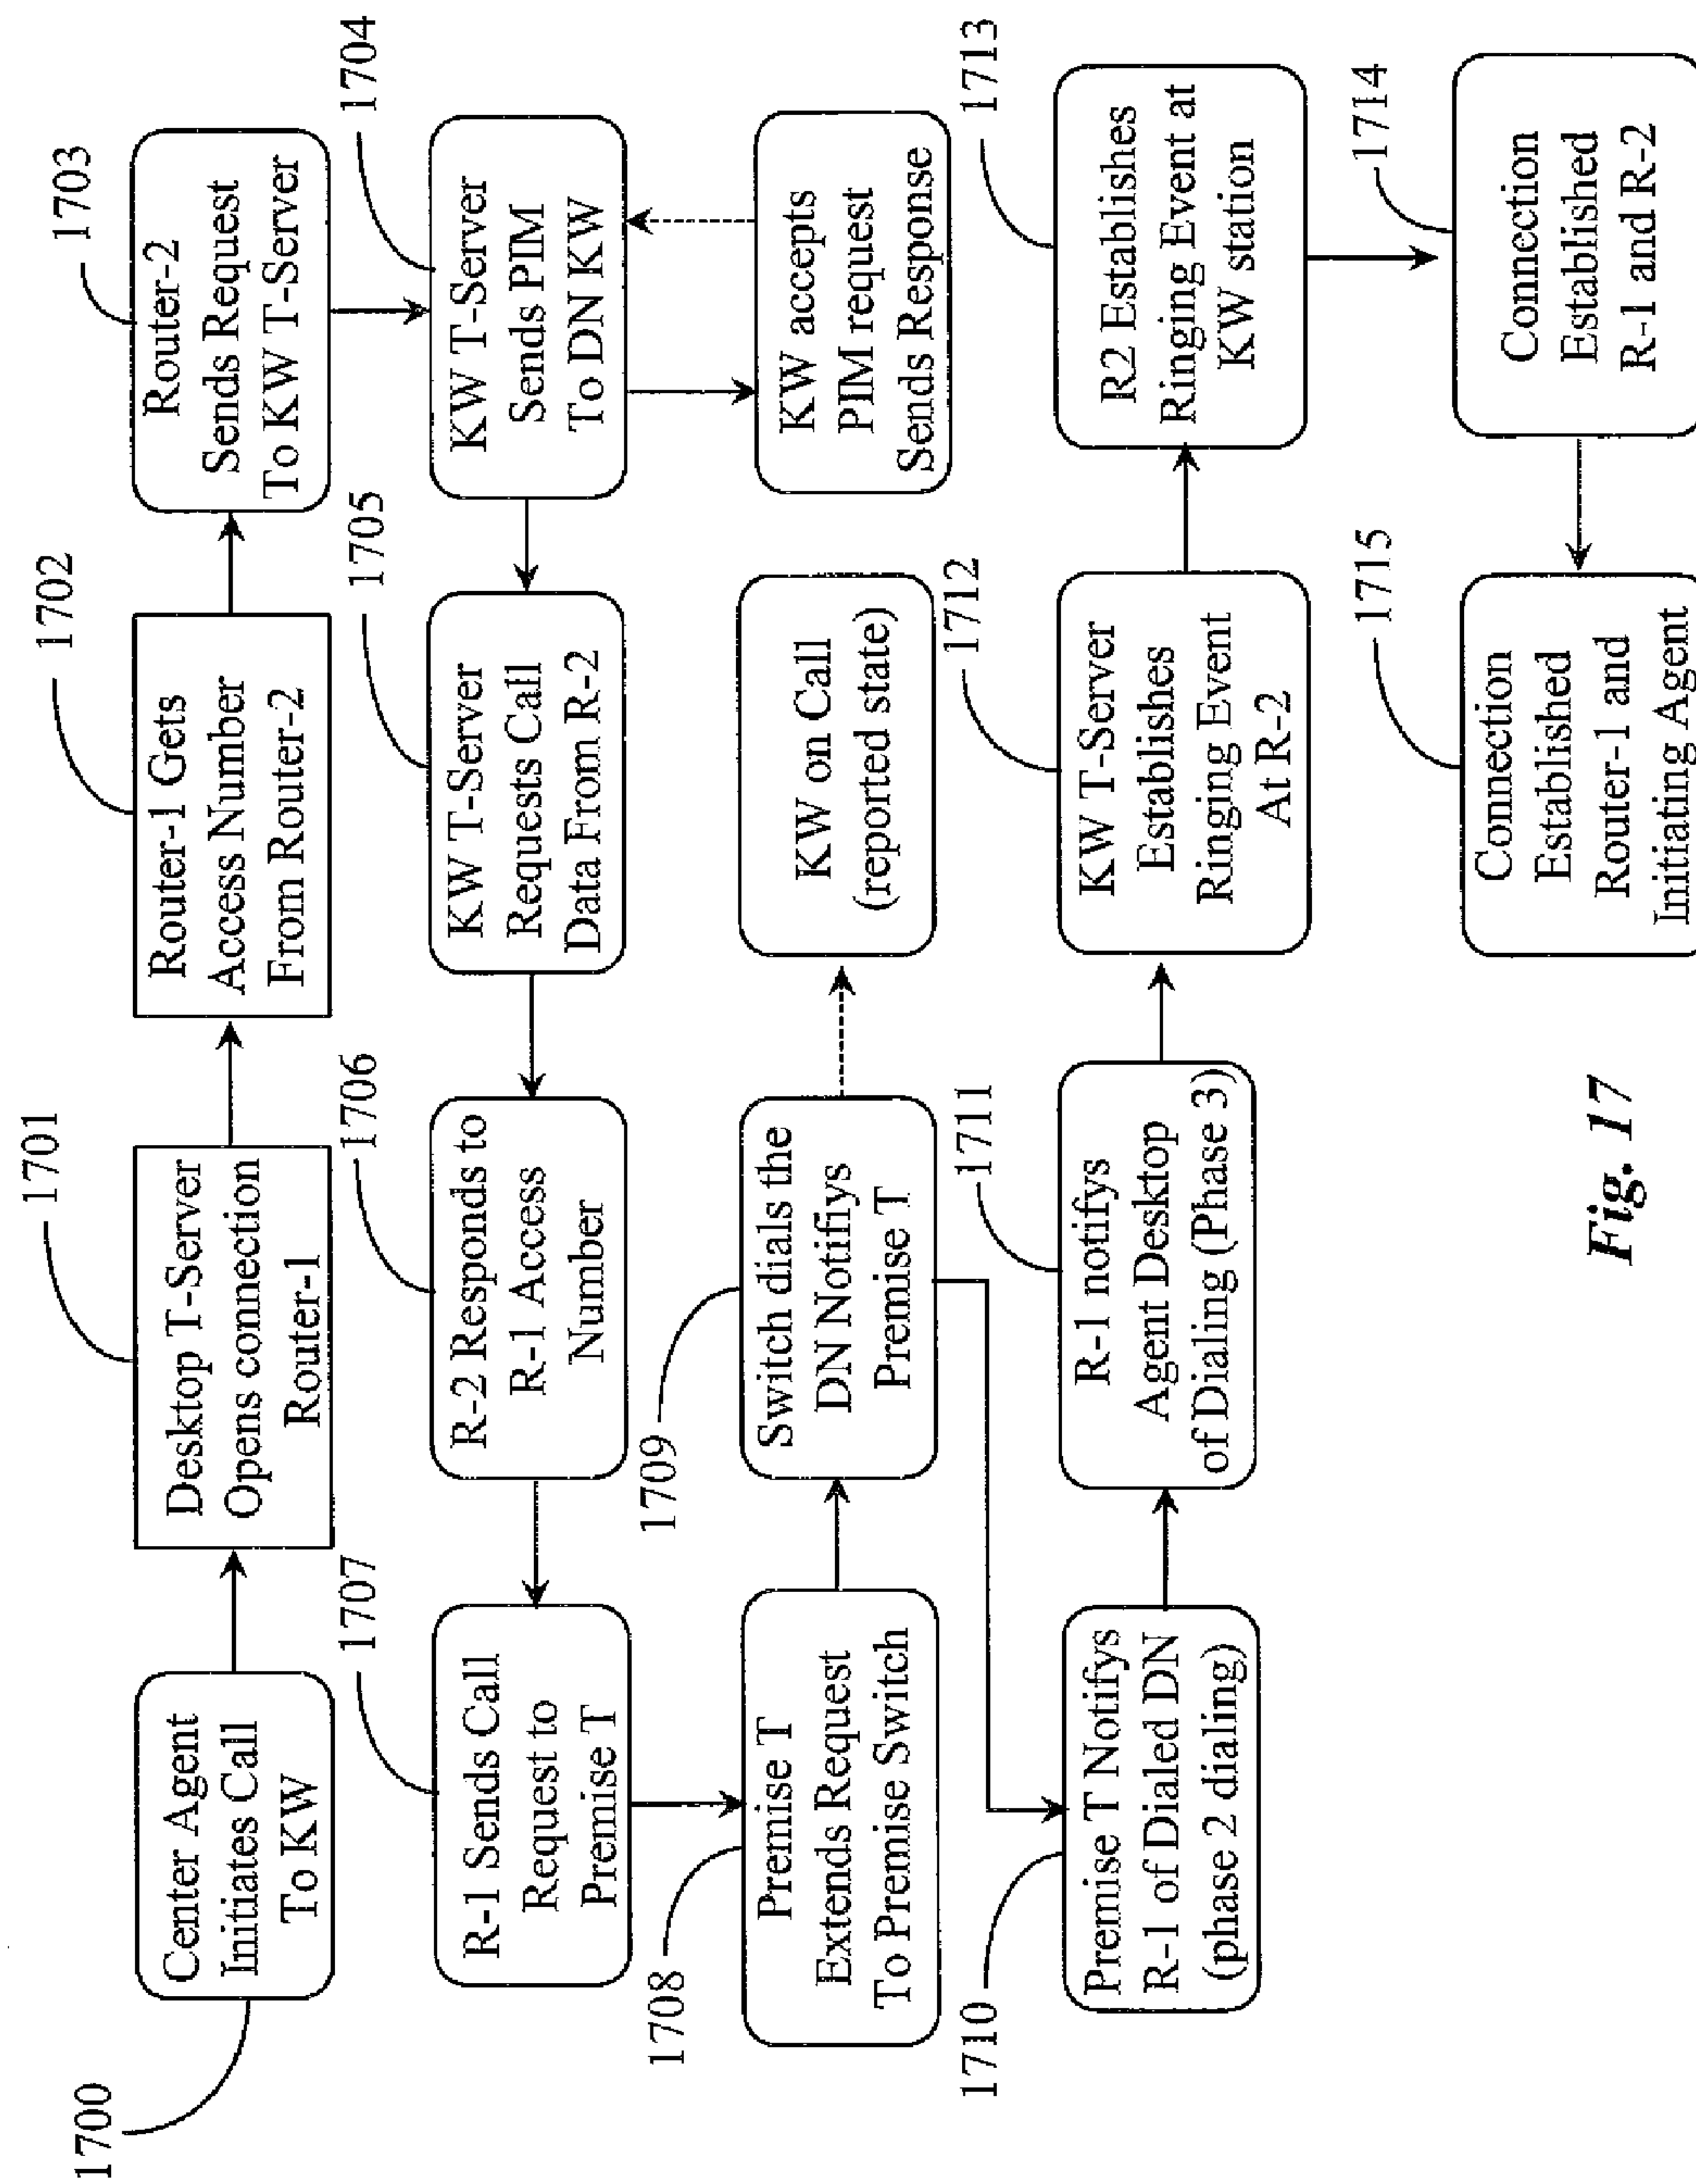 1700
Center Agent
Initiates Call
To KW
1701
Desktop T-Server
Opens connection
Router-1
1702
Router-1 Gets
Access Number
From Router-2
1703
Router-2
Sends Request
To KW T-Server
1704
KW T-Server
Sends PIM
To DN KW
KW accepts
PIM request
Sends Response
1705
KW T-Server
Requests Call
Data From R-2
1706
R-2 Responds to
R-1 Access
Number
1707
R-1 Sends Call
Request to
Premise T
1708
Premise T
Extends Request
To Premise Switch
1709
Switch dials the
DN Notifiys
Premise T
KW on Call
(reported state)
1710
Premise T Notifys
R-1 of Dialed DN
(phase 2 dialing)
1711
R-1 notifys
Agent Desktop
of Dialing (Phase 3)
1712
KW T-Server
Establishes
Ringing Event
At R-2
1713
R2 Establishes
Ringing Event at
KW station
1714
Connection
Established
R-1 and R-2
1715
Connection
Established
Router-1 and
Initiating Agent
Fig. 17